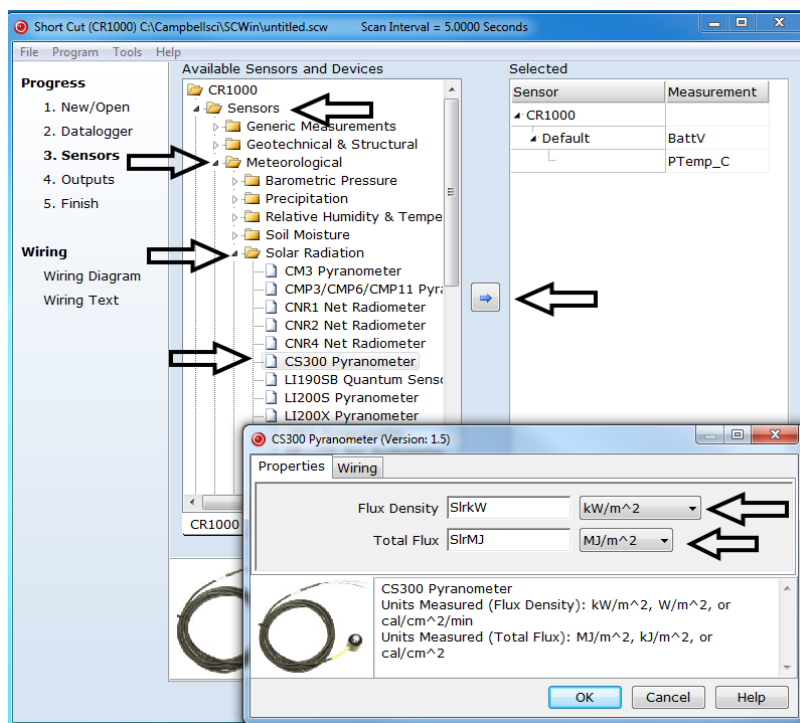 Short Cut (CR1000) C:\Campbellsci\SCWin\untitled.scw Scan Interval = 5.0000 Seconds
File Program Tools Help
Progress
1. New/Open
2. Datalogger
3. Sensors
4. Outputs
5. Finish
Wiring
Wiring Diagram
Wiring Text
Available Sensors and Devices
CR1000
Sensors
Generic Measurements
Geotechnical & Structural
Meteorological
Barometric Pressure
Precipitation
Relative Humidity & Tempe
Soil Moisture
Solar Radiation
CM3 Pyranometer
CMP3/CMP6/CMP11 Pyra
CNR1 Net Radiometer
CNR2 Net Radiometer
CNR4 Net Radiometer
CS300 Pyranometer
LI190SB Quantum Senso
LI200S Pyranometer
LI200X Pyranometer
CR1000
Selected
Sensor Measurement
CR1000
Default BattV
PTemp_C
CS300 Pyranometer (Version: 1.5)
Properties Wiring
Flux Density SlrkW kW/m^2
Total Flux SlrMJ MJ/m^2
CS300 Pyranometer
Units Measured (Flux Density): kW/m^2, W/m^2, or
cal/cm^2/min
Units Measured (Total Flux): MJ/m^2, kJ/m^2, or
cal/cm^2
OK Cancel Help